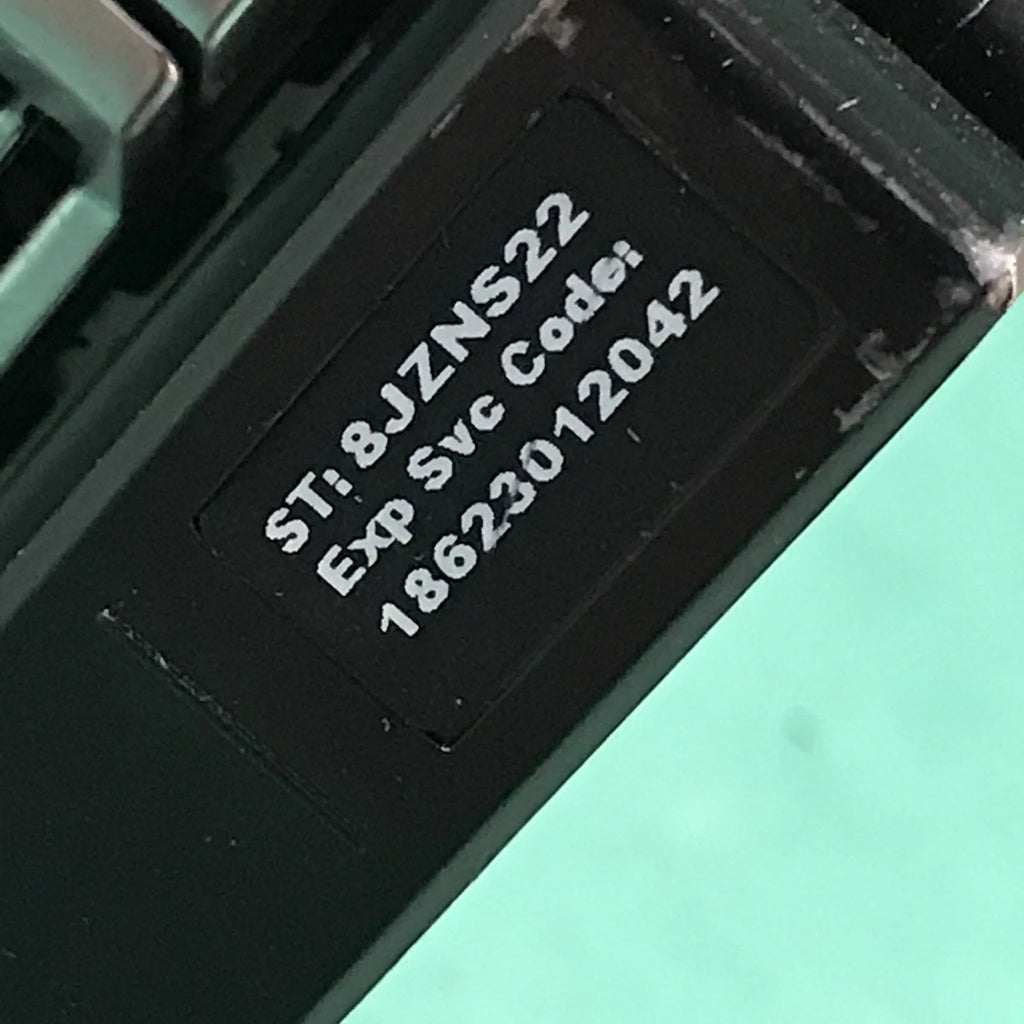 ST: 8JZNS22
Exp Svc Code:
18623012042